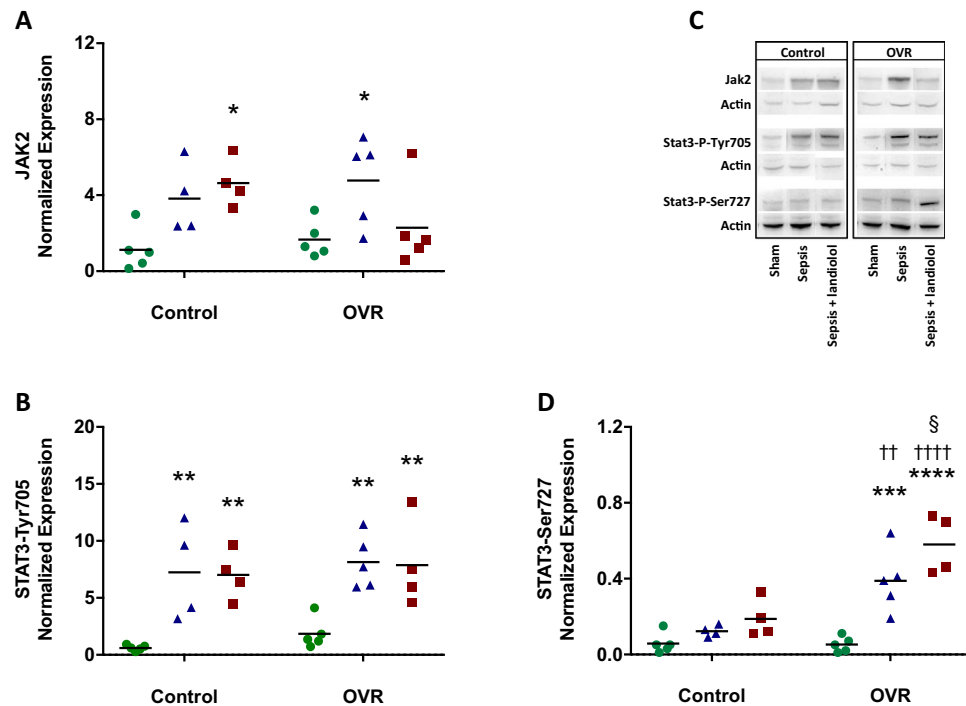 A
JAK2
Normalized Expression
12
8
4
0
*
*
Control
OVR
C
Control
OVR
Jak2
Actin
Stat3-P-Tyr705
Actin
Stat3-P-Ser727
Actin
Sham
Sepsis
Sepsis + landiolol
Sham
Sepsis
Sepsis + landiolol
B
STAT3-Tyr705
Normalized Expression
20
15
10
5
0
**
**
**
**
Control
OVR
D
STAT3-Ser727
Normalized Expression
1.2
0.8
0.4
0.0
§
†† ††††
*** ****
Control
OVR